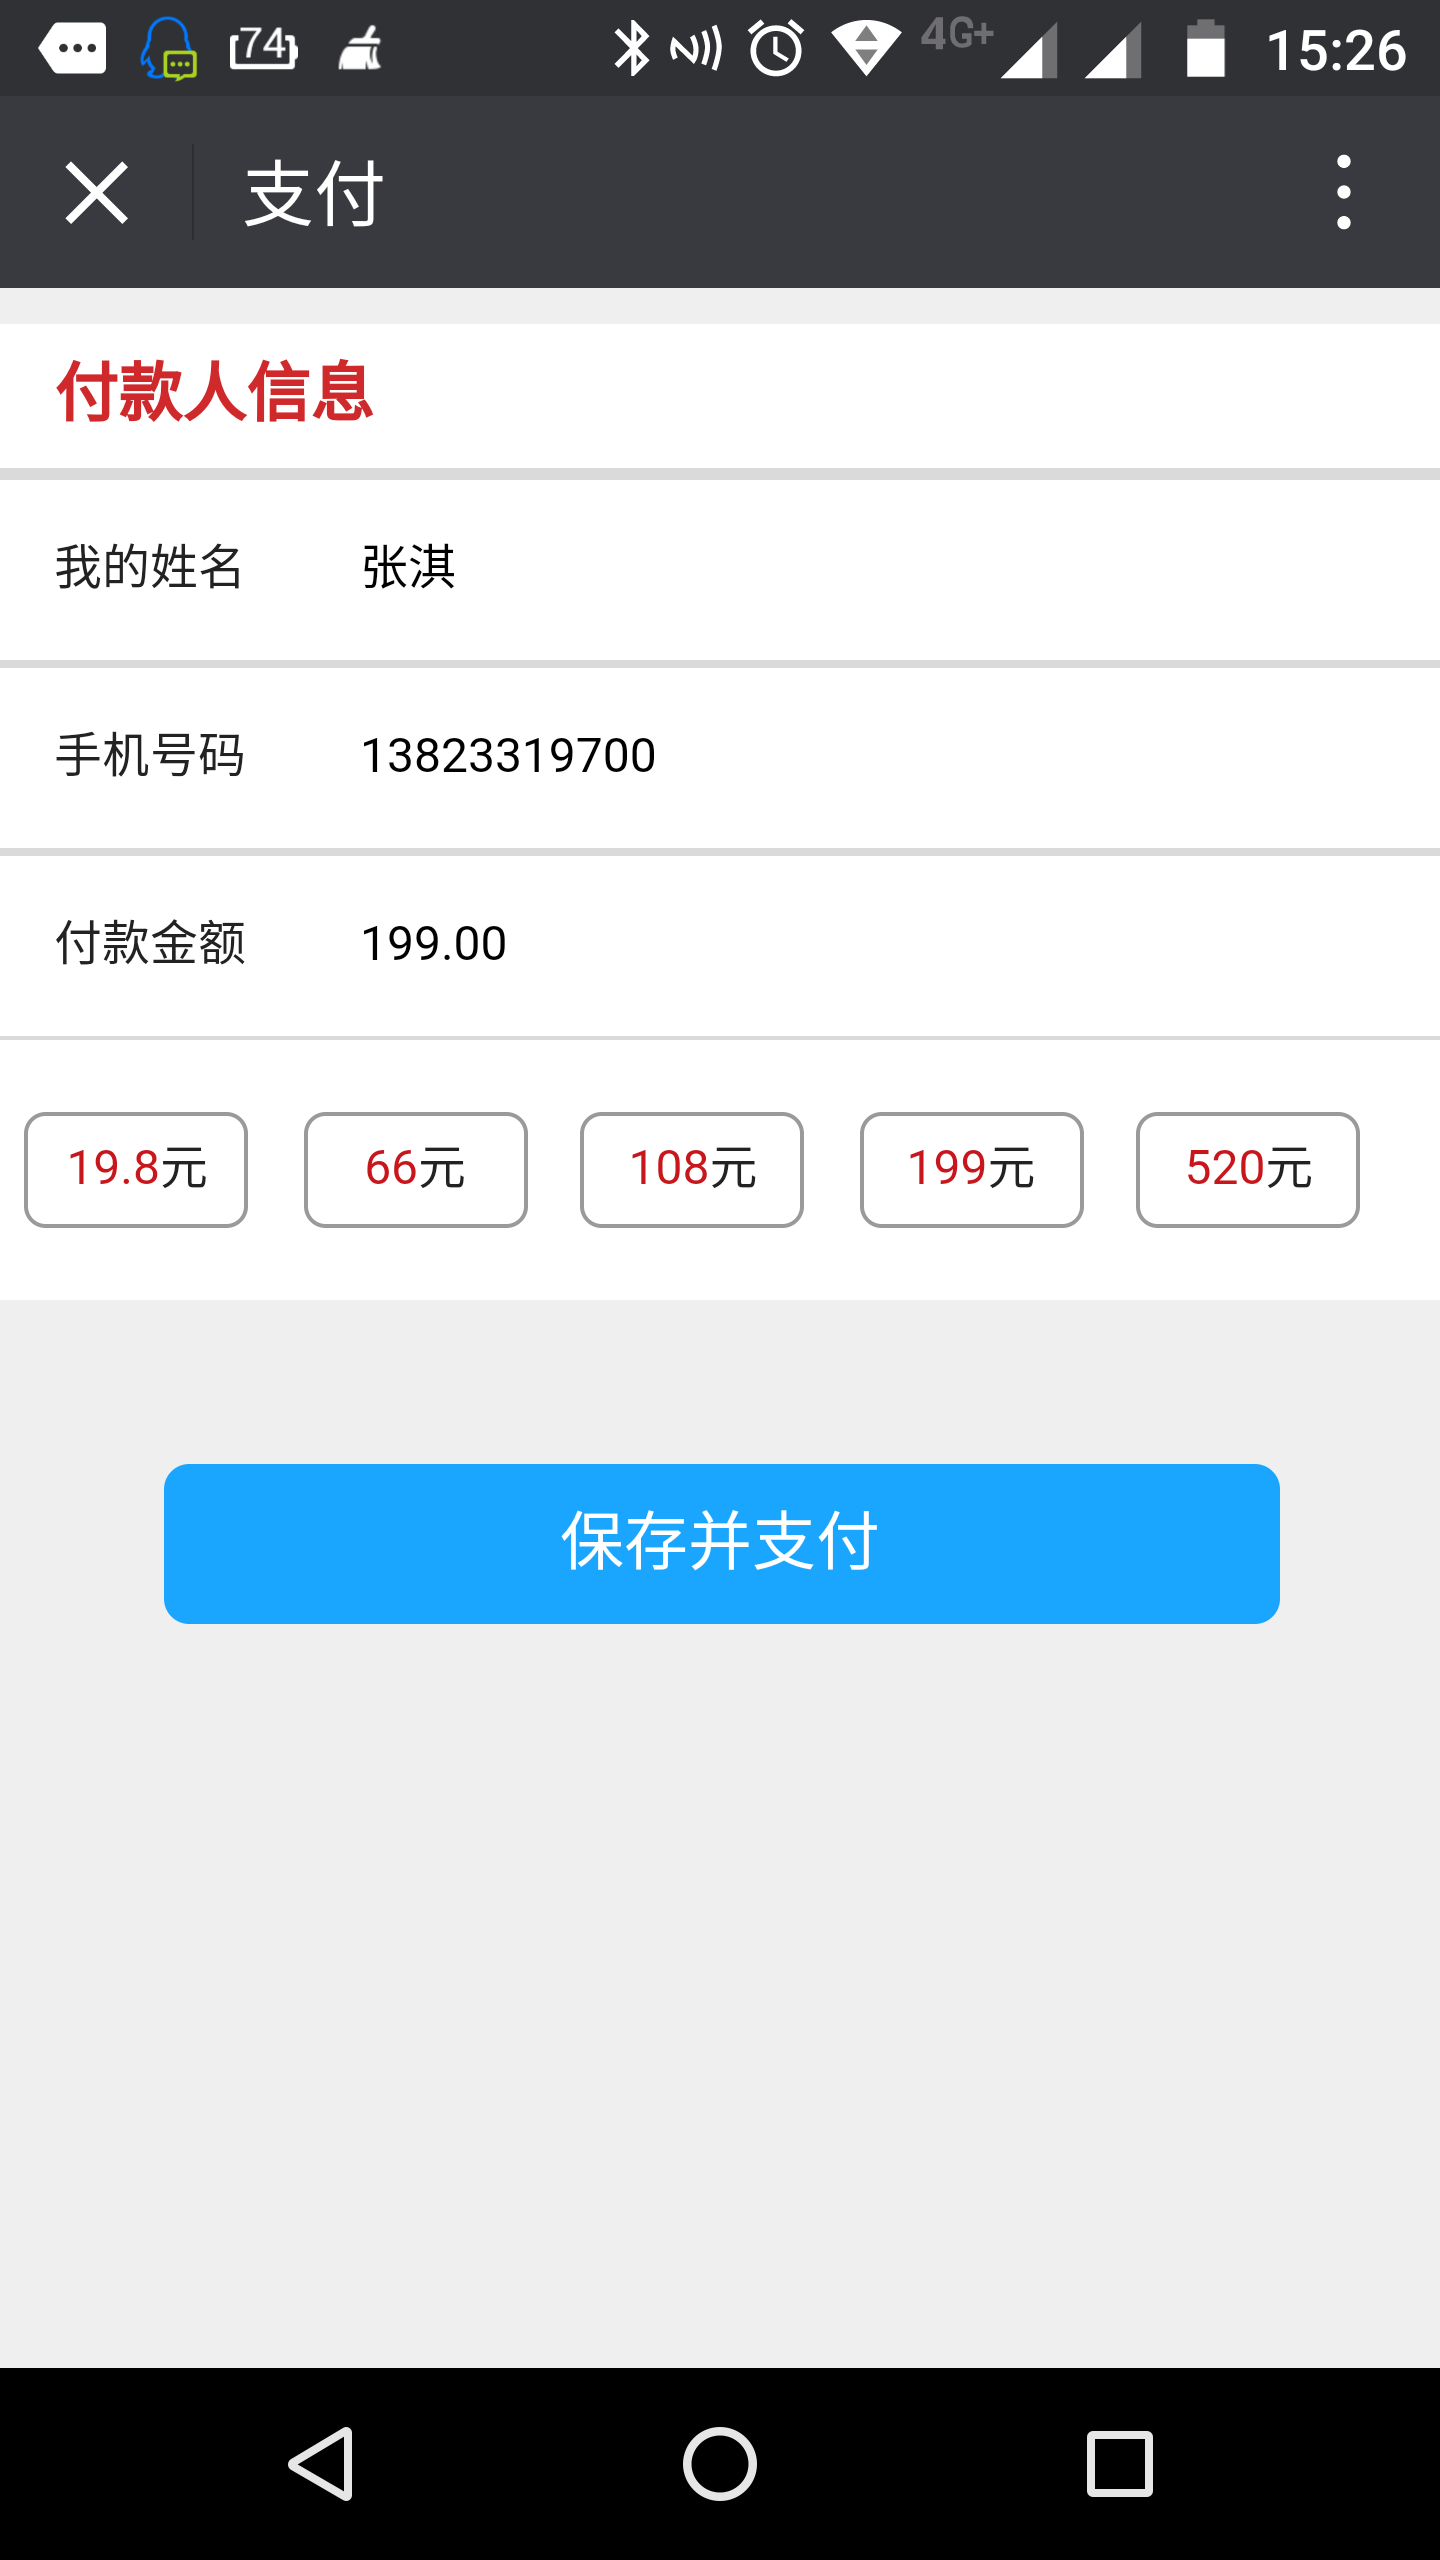 74 4G+ 15:26
支付
付款人信息
我的姓名 张淇
手机号码 13823319700
付款金额 199.00
19.8元 66元 108元 199元 520元
保存并支付